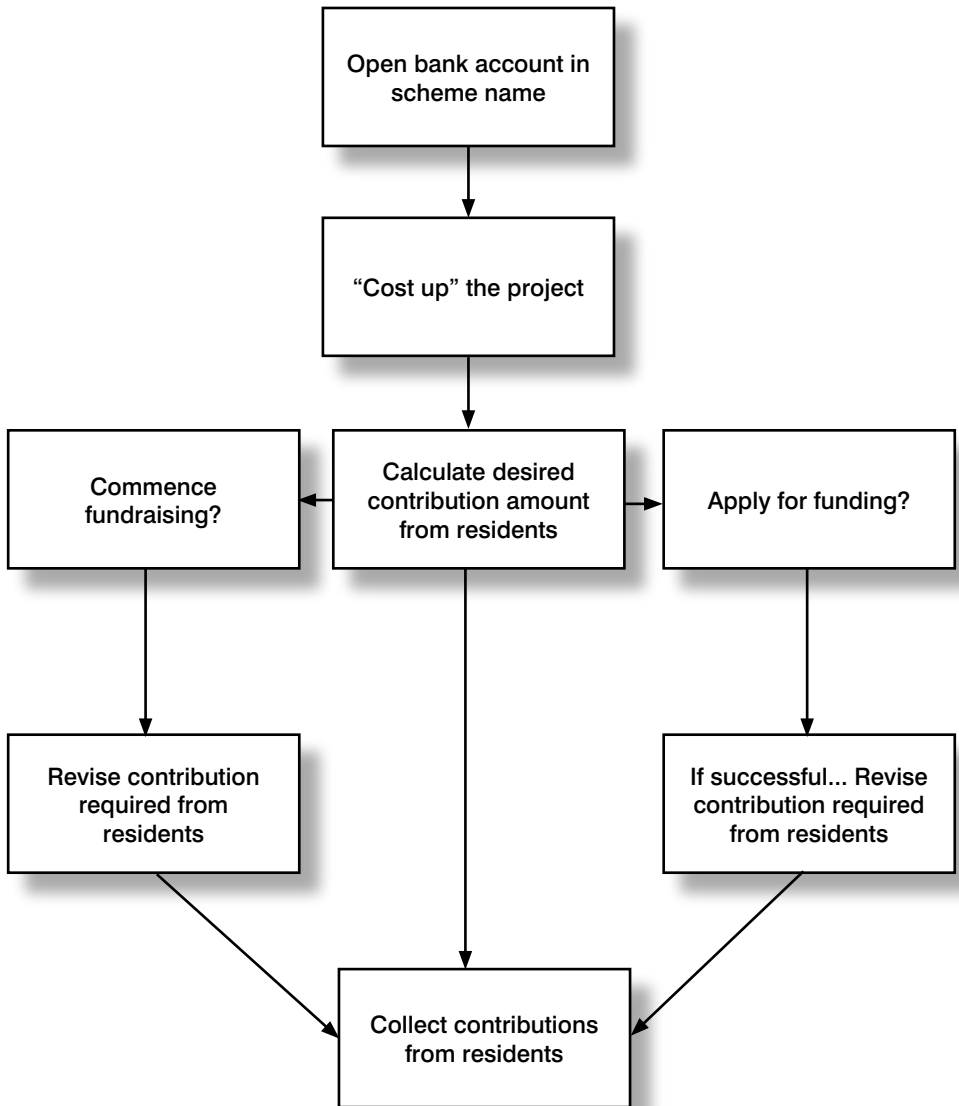 Open bank account in
scheme name
“Cost up” the project
Commence
fundraising?
Calculate desired
contribution amount
from residents
Apply for funding?
Revise contribution
required from
residents
If successful... Revise
contribution required
from residents
Collect contributions
from residents